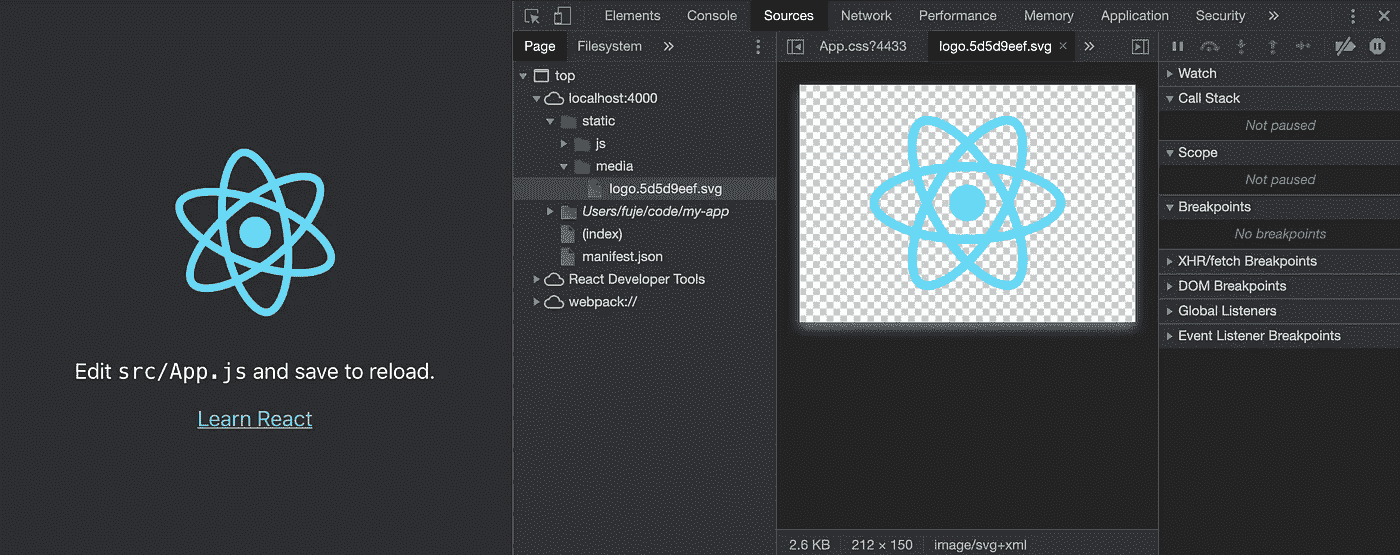 Edit src/App.js and save to reload.
Learn React
Elements Console Sources Network Performance Memory Application Security »
Page Filesystem »
top
localhost:4000
static
js
media
logo.5d5d9eef.svg
Users/fuje/code/my-app
(index)
manifest.json
React Developer Tools
webpack://
App.css?4433 logo.5d5d9eef.svg × »
2.6 KB 212 × 150 image/svg+xml
Watch
Call Stack
Not paused
Scope
Not paused
Breakpoints
No breakpoints
XHR/fetch Breakpoints
DOM Breakpoints
Global Listeners
Event Listener Breakpoints